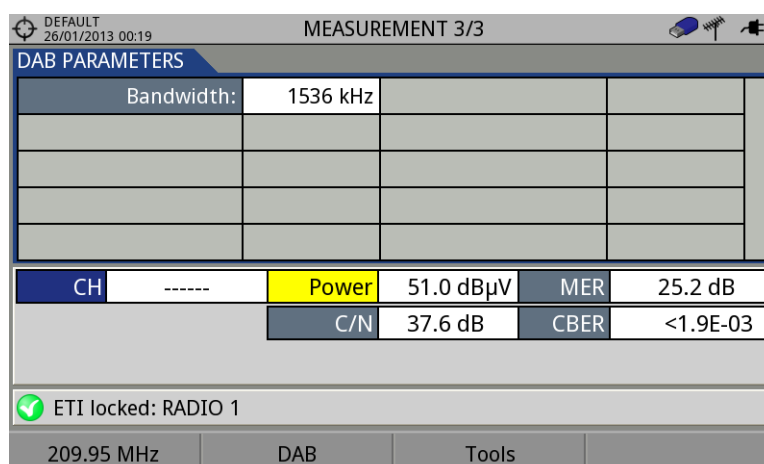 DEFAULT
26/01/2013 00:19
MEASUREMENT 3/3
DAB PARAMETERS
Bandwidth: 1536 kHz
CH ------ Power 51.0 dBµV MER 25.2 dB
C/N 37.6 dB CBER <1.9E-03
ETI locked: RADIO 1
209.95 MHz DAB Tools